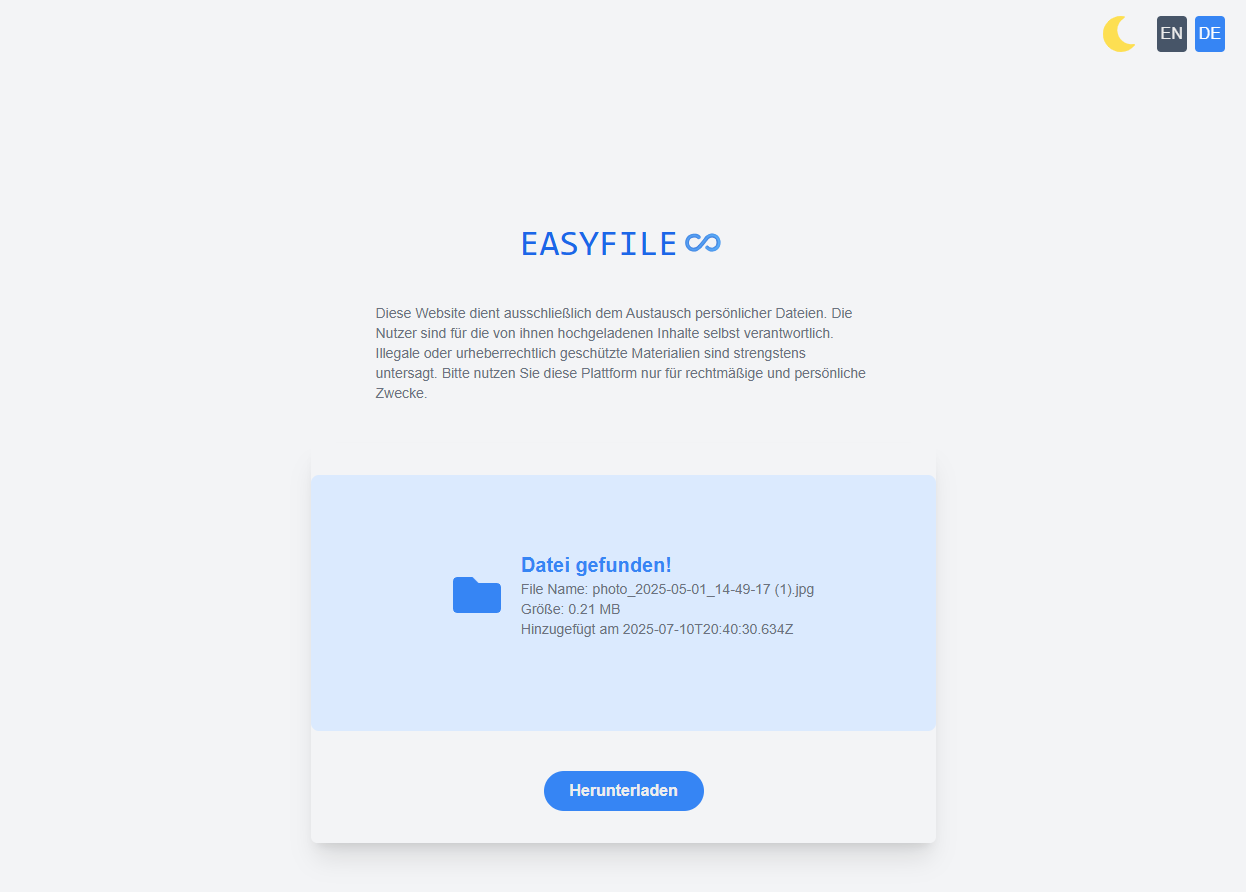 EN DE
EASYFILE
Diese Website dient ausschließlich dem Austausch persönlicher Dateien. Die
Nutzer sind für die von ihnen hochgeladenen Inhalte selbst verantwortlich.
Illegale oder urheberrechtlich geschützte Materialien sind strengstens
untersagt. Bitte nutzen Sie diese Plattform nur für rechtmäßige und persönliche
Zwecke.
Datei gefunden!
File Name: photo_2025-05-01_14-49-17 (1).jpg
Größe: 0.21 MB
Hinzugefügt am 2025-07-10T20:40:30.634Z
Herunterladen